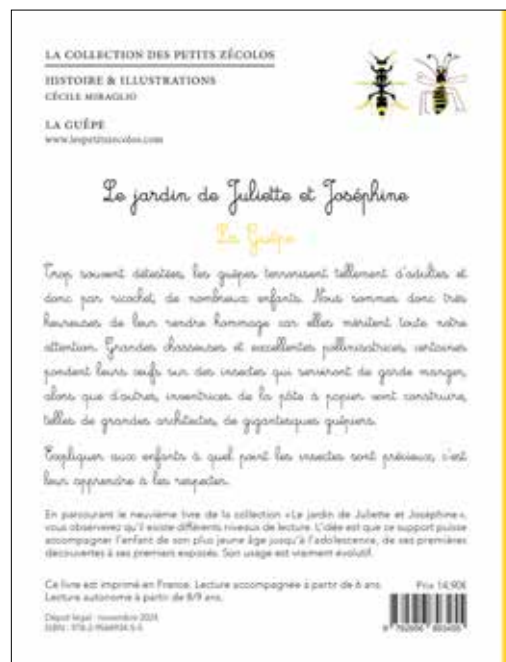 LA COLLECTION DES PETITS ZÉCOLOS
HISTOIRE & ILLUSTRATIONS
CÉCILE MIRAGLIO
LA GUÊPE
www.lespetitszecolos.com
Le jardin de Juliette et Joséphine
La Guêpe
Trop souvent détestées, les guêpes terrorisent tellement d'adultes et
donc par ricochet, de nombreux enfants. Nous sommes donc très
heureuses de leur rendre hommage car elles méritent toute notre
attention. Grandes chasseuses et excellentes pollinisatrices, certaines
pondent leurs œufs sur des insectes qui serviront de garde manger,
alors que d'autres, inventrices de la pâte à papier vont construire,
telles de grandes architectes, de gigantesques guêpiers.
Expliquer aux enfants à quel point les insectes sont précieux, c'est
leur apprendre à les respecter.
En parcourant le neuvième livre de la collection «Le jardin de Juliette et Joséphine»,
vous observerez qu'il existe différents niveaux de lecture. L'idée est que ce support puisse
accompagner l'enfant de son plus jeune âge jusqu'à l'adolescence, de ses premières
découvertes à ses premiers exposés. Son usage est vraiment évolutif.
Ce livre est imprimé en France. Lecture accompagnée à partir de 6 ans.
Lecture autonome à partir de 8/9 ans.
Prix 14,90€
Dépôt légal : novembre 2024
ISBN :